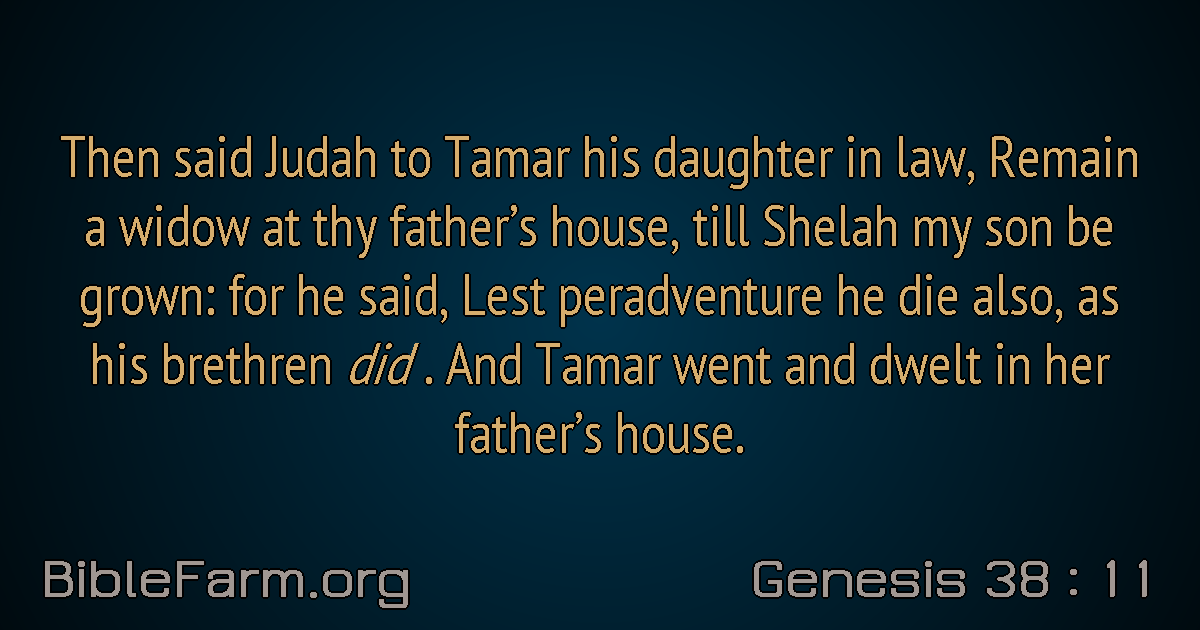 Then said Judah to Tamar his daughter in law, Remain
a widow at thy father’s house, till Shelah my son be
grown: for he said, Lest peradventure he die also, as
his brethren did . And Tamar went and dwelt in her
father’s house.
BibleFarm.org
Genesis 38 : 11